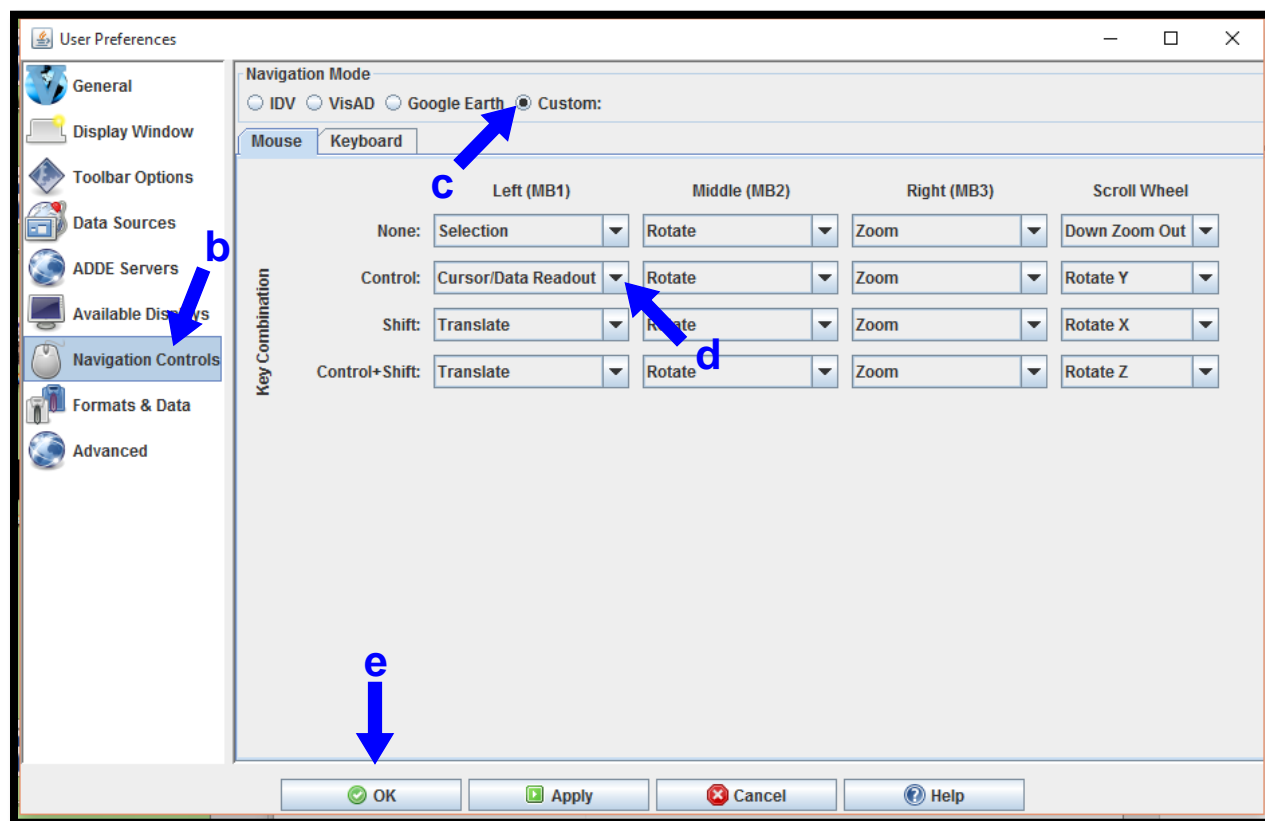 User Preferences
General
Display Window
Toolbar Options
Data Sources
ADDE Servers
Available Displays
Navigation Controls
Formats & Data
Advanced
b
Navigation Mode
IDV VisAD Google Earth Custom:
Mouse Keyboard
c
Left (MB1) Middle (MB2) Right (MB3) Scroll Wheel
Key Combination
None: Selection Rotate Zoom Down Zoom Out
Control: Cursor/Data Readout Rotate Zoom Rotate Y
Shift: Translate Rotate Zoom Rotate X
d
Control+Shift: Translate Rotate Zoom Rotate Z
e
OK Apply Cancel Help